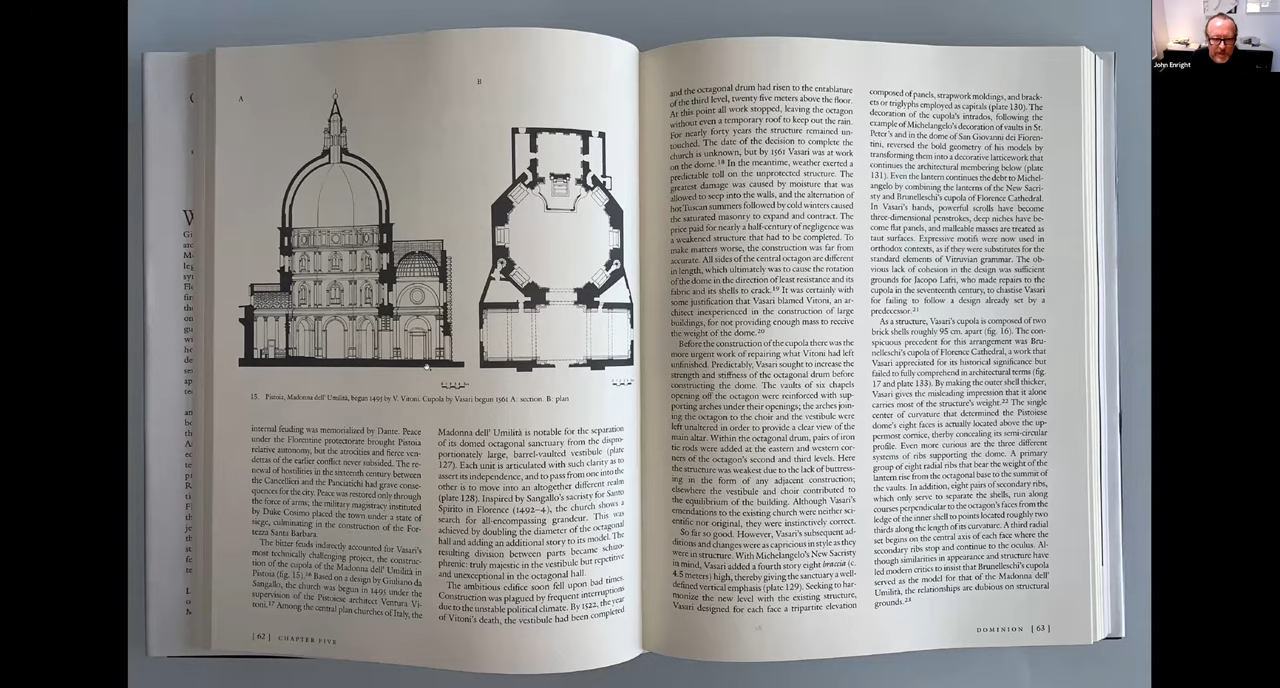 John Enright
A
B
15. Pistoia, Madonna dell' Umilità, begun 1495 by V. Vitoni. Cupola by Vasari begun 1561 A: section. B: plan
internal feuding was memorialized by Dante. Peace
under the Florentine protectorate brought Pistoia
relative autonomy, but the atrocities and fierce ven-
dettas of the earlier conflict never subsided. The re-
newal of hostilities in the sixteenth century between
the Cancellieri and the Panciatichi had grave conse-
quences for the city. Peace was restored only through
the force of arms; the military magistracy instituted
by Duke Cosimo placed the town under a state of
siege, culminating in the construction of the For-
tezza Santa Barbara.
The bitter feuds indirectly accounted for Vasari's
most technically challenging project, the construc-
tion of the cupola of the Madonna dell' Umilità in
Pistoia (fig. 15).16 Based on a design by Giuliano da
Sangallo, the church was begun in 1495 under the
supervision of the Pistoiese architect Ventura Vi-
toni.17 Among the central plan churches of Italy, the
Madonna dell' Umilità is notable for the separation
of its domed octagonal sanctuary from the dispro-
portionately large, barrel-vaulted vestibule (plate
127). Each unit is articulated with such clarity as to
assert its independence, and to pass from one into the
other is to move into an altogether different realm
(plate 128). Inspired by Sangallo's sacristy for Santo
Spirito in Florence (1492–4), the church shows a
search for all-encompassing grandeur. This was
achieved by doubling the diameter of the octagonal
hall and adding an additional story to its model. The
resulting division between parts became schizo-
phrenic: truly majestic in the vestibule but repetitive
and unexceptional in the octagonal hall.
The ambitious edifice soon fell upon bad times.
Construction was plagued by frequent interruptions
due to the unstable political climate. By 1522, the year
of Vitoni's death, the vestibule had been completed
[ 62 ] CHAPTER FIVE
and the octagonal drum had risen to the entablature
of the third level, twenty five meters above the floor.
At this point all work stopped, leaving the octagon
without even a temporary roof to keep out the rain.
For nearly forty years the structure remained un-
touched. The date of the decision to complete the
church is unknown, but by 1561 Vasari was at work
on the dome.18 In the meantime, weather exerted a
predictable toll on the unprotected structure. The
greatest damage was caused by moisture that was
allowed to seep into the walls, and the alternation of
hot Tuscan summers followed by cold winters caused
the saturated masonry to expand and contract. The
price paid for nearly a half-century of negligence was
a weakened structure that had to be completed. To
make matters worse, the construction was far from
accurate. All sides of the central octagon are different
in length, which ultimately was to cause the rotation
of the dome in the direction of least resistance and its
fabric and its shells to crack.19 It was certainly with
some justification that Vasari blamed Vitoni, an ar-
chitect inexperienced in the construction of large
buildings, for not providing enough mass to receive
the weight of the dome.20
Before the construction of the cupola there was the
more urgent work of repairing what Vitoni had left
unfinished. Predictably, Vasari sought to increase the
strength and stiffness of the octagonal drum before
constructing the dome. The vaults of six chapels
opening off the octagon were reinforced with sup-
porting arches under their openings; the arches join-
ing the octagon to the choir and the vestibule were
left unaltered in order to provide a clear view of the
main altar. Within the octagonal drum, pairs of iron
tie rods were added at the eastern and western cor-
ners of the octagon's second and third levels. Here
the structure was weakest due to the lack of buttress-
ing in the form of any adjacent construction;
elsewhere the vestibule and choir contributed to
the equilibrium of the building. Although Vasari's
emendations to the existing church were neither sci-
entific nor original, they were instinctively correct.
So far so good. However, Vasari's subsequent ad-
ditions and changes were as capricious in style as they
were in structure. With Michelangelo's New Sacristy
in mind, Vasari added a fourth story eight braccia (c.
4.5 meters) high, thereby giving the sanctuary a well-
defined vertical emphasis (plate 129). Seeking to har-
monize the new level with the existing structure,
Vasari designed for each face a tripartite elevation
composed of panels, strapwork moldings, and brack-
ets or triglyphs employed as capitals (plate 130). The
decoration of the cupola's intrados, following the
example of Michelangelo's decoration of vaults in St.
Peter's and in the dome of San Giovanni dei Fioren-
tini, reversed the bold geometry of his models by
transforming them into a decorative latticework that
continues the architectural membering below (plate
131). Even the lantern continues the debt to Michel-
angelo by combining the lanterns of the New Sacri-
sty and Brunelleschi's cupola of Florence Cathedral.
In Vasari's hands, powerful scrolls have become
three-dimensional penstrokes, deep niches have be-
come flat panels, and malleable masses are treated as
taut surfaces. Expressive motifs were now used in
orthodox contexts, as if they were substitutes for the
standard elements of Vitruvian grammar. The ob-
vious lack of cohesion in the design was sufficient
grounds for Jacopo Lafri, who made repairs to the
cupola in the seventeenth century, to chastise Vasari
for failing to follow a design already set by a
predecessor.21
As a structure, Vasari's cupola is composed of two
brick shells roughly 95 cm. apart (fig. 16). The con-
spicuous precedent for this arrangement was Bru-
nelleschi's cupola of Florence Cathedral, a work that
Vasari appreciated for its historical significance but
failed to fully comprehend in architectural terms (fig.
17 and plate 133). By making the outer shell thicker,
Vasari gives the misleading impression that it alone
carries most of the structure's weight.22 The single
center of curvature that determined the Pistoiese
dome's eight faces is actually located above the up-
permost cornice, thereby concealing its semi-circular
profile. Even more curious are the three different
systems of ribs supporting the dome. A primary
group of eight radial ribs that bear the weight of the
lantern rise from the octagonal base to the summit of
the vaults. In addition, eight pairs of secondary ribs,
which only serve to separate the shells, run along
courses perpendicular to the octagon's faces from the
ledge of the inner shell to points located roughly two
thirds along the length of its curvature. A third radial
set begins on the central axis of each face where the
secondary ribs stop and continue to the oculus. Al-
though similarities in appearance and structure have
led modern critics to insist that Brunelleschi's cupola
served as the model for that of the Madonna dell'
Umilità, the relationships are dubious on structural
grounds.23
DOMINION [ 63 ]